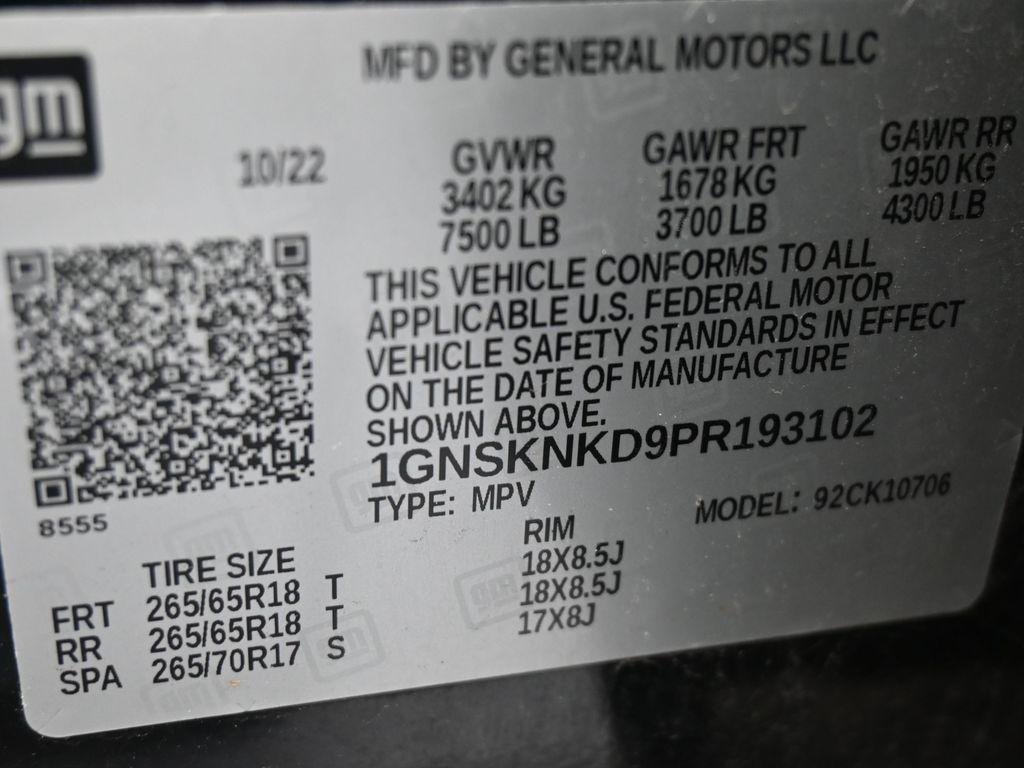 gm
MFD BY GENERAL MOTORS LLC
10/22
GVWR GAWR FRT GAWR RR
3402 KG 1678 KG 1950 KG
7500 LB 3700 LB 4300 LB
THIS VEHICLE CONFORMS TO ALL
APPLICABLE U.S. FEDERAL MOTOR
VEHICLE SAFETY STANDARDS IN EFFECT
ON THE DATE OF MANUFACTURE
SHOWN ABOVE.
1GNSKNKD9PR193102
TYPE: MPV MODEL: 92CK10706
8555
TIRE SIZE RIM
FRT 265/65R18 T 18X8.5J
RR 265/65R18 T 18X8.5J
SPA 265/70R17 S 17X8J